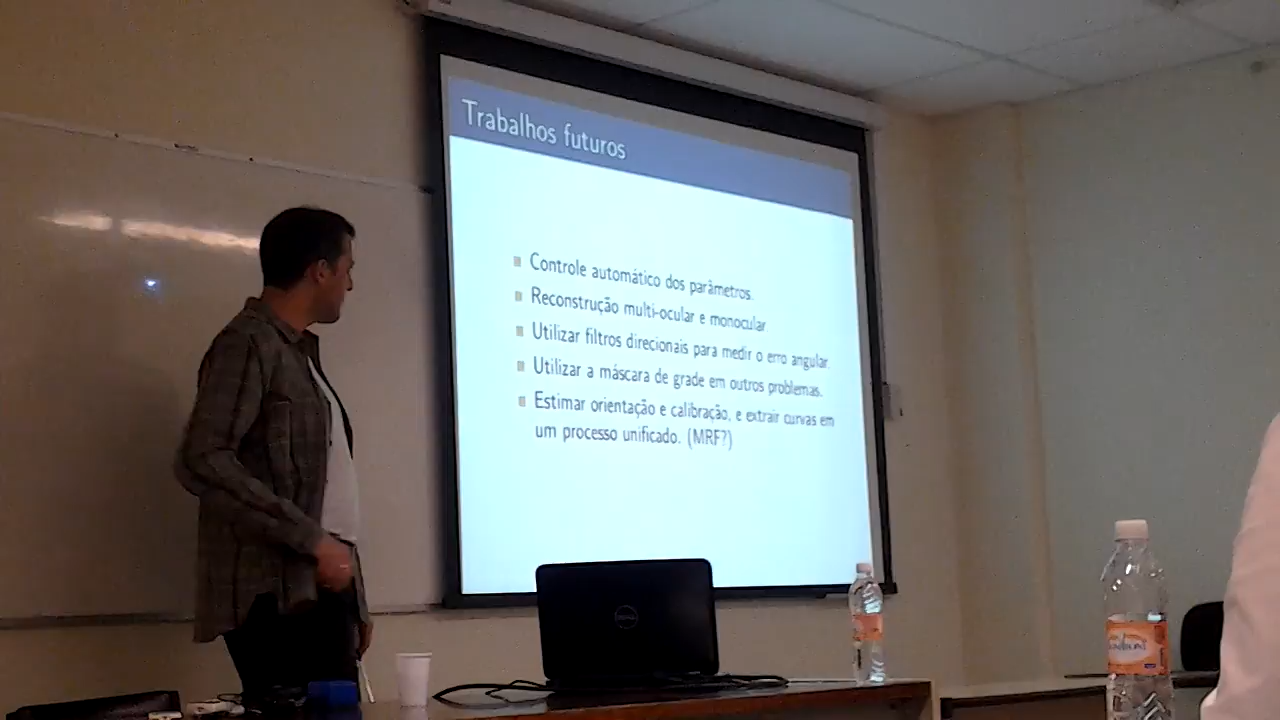 Trabalhos futuros
Controle automático dos parâmetros.
Reconstrução multi-ocular e monocular
Utilizar filtros direcionais para medir o erro angular.
Utilizar a máscara de grade em outros problemas.
Estimar orientação e calibração, e extrair curvas em
um processo unificado. (MRF?)
DELL